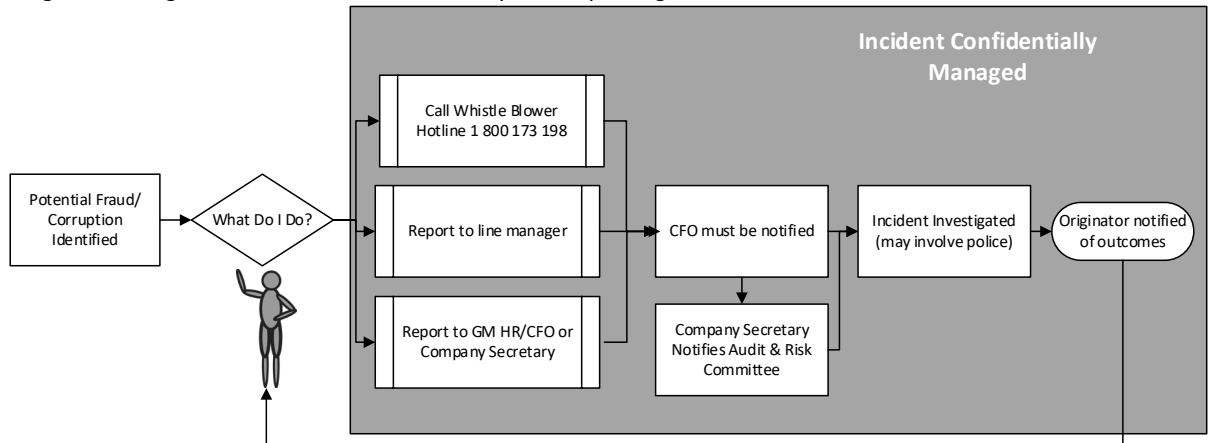 Incident Confidentially
Managed
Call Whistle Blower
Hotline 1 800 173 198
Potential Fraud/
Corruption
Identified
What Do I Do?
Report to line manager
CFO must be notified
Incident Investigated
(may involve police)
Originator notified
of outcomes
Report to GM HR/CFO or
Company Secretary
Company Secretary
Notifies Audit & Risk
Committee